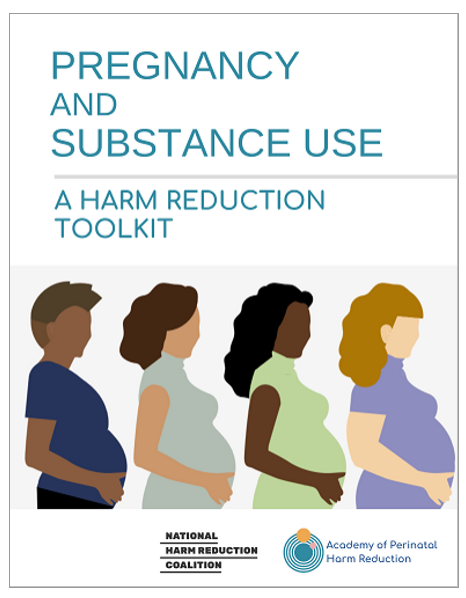 PREGNANCY
AND
SUBSTANCE USE
A HARM REDUCTION
TOOLKIT
NATIONAL
HARM REDUCTION
COALITION
Academy of Perinatal
Harm Reduction